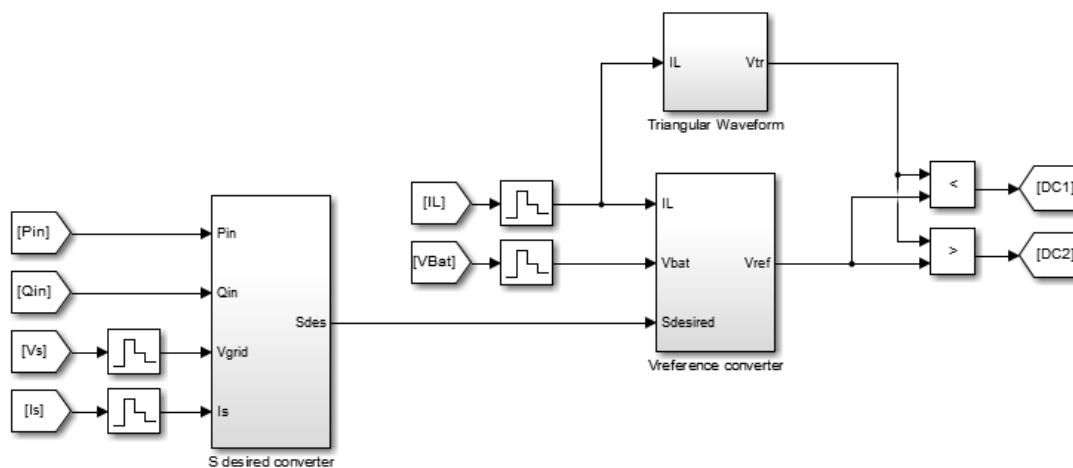 IL
Vtr
Triangular Waveform
[IL]
IL
<
[DC1]
[Pin]
Pin
[VBat]
Vbat
Vref
>
[DC2]
[Qin]
Qin
Sdes
Sdesired
[Vs]
Vgrid
Vreference converter
[Is]
Is
S desired converter